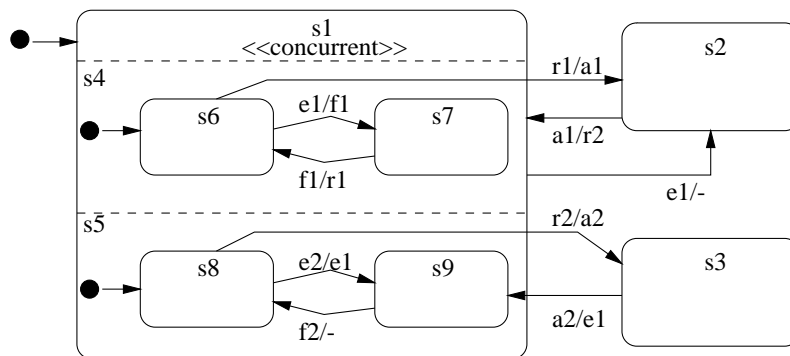 s1
<<concurrent>>
s2
s4
r1/a1
s6
e1/f1
s7
a1/r2
f1/r1
e1/-
s5
r2/a2
s8
e2/e1
s9
s3
f2/-
a2/e1